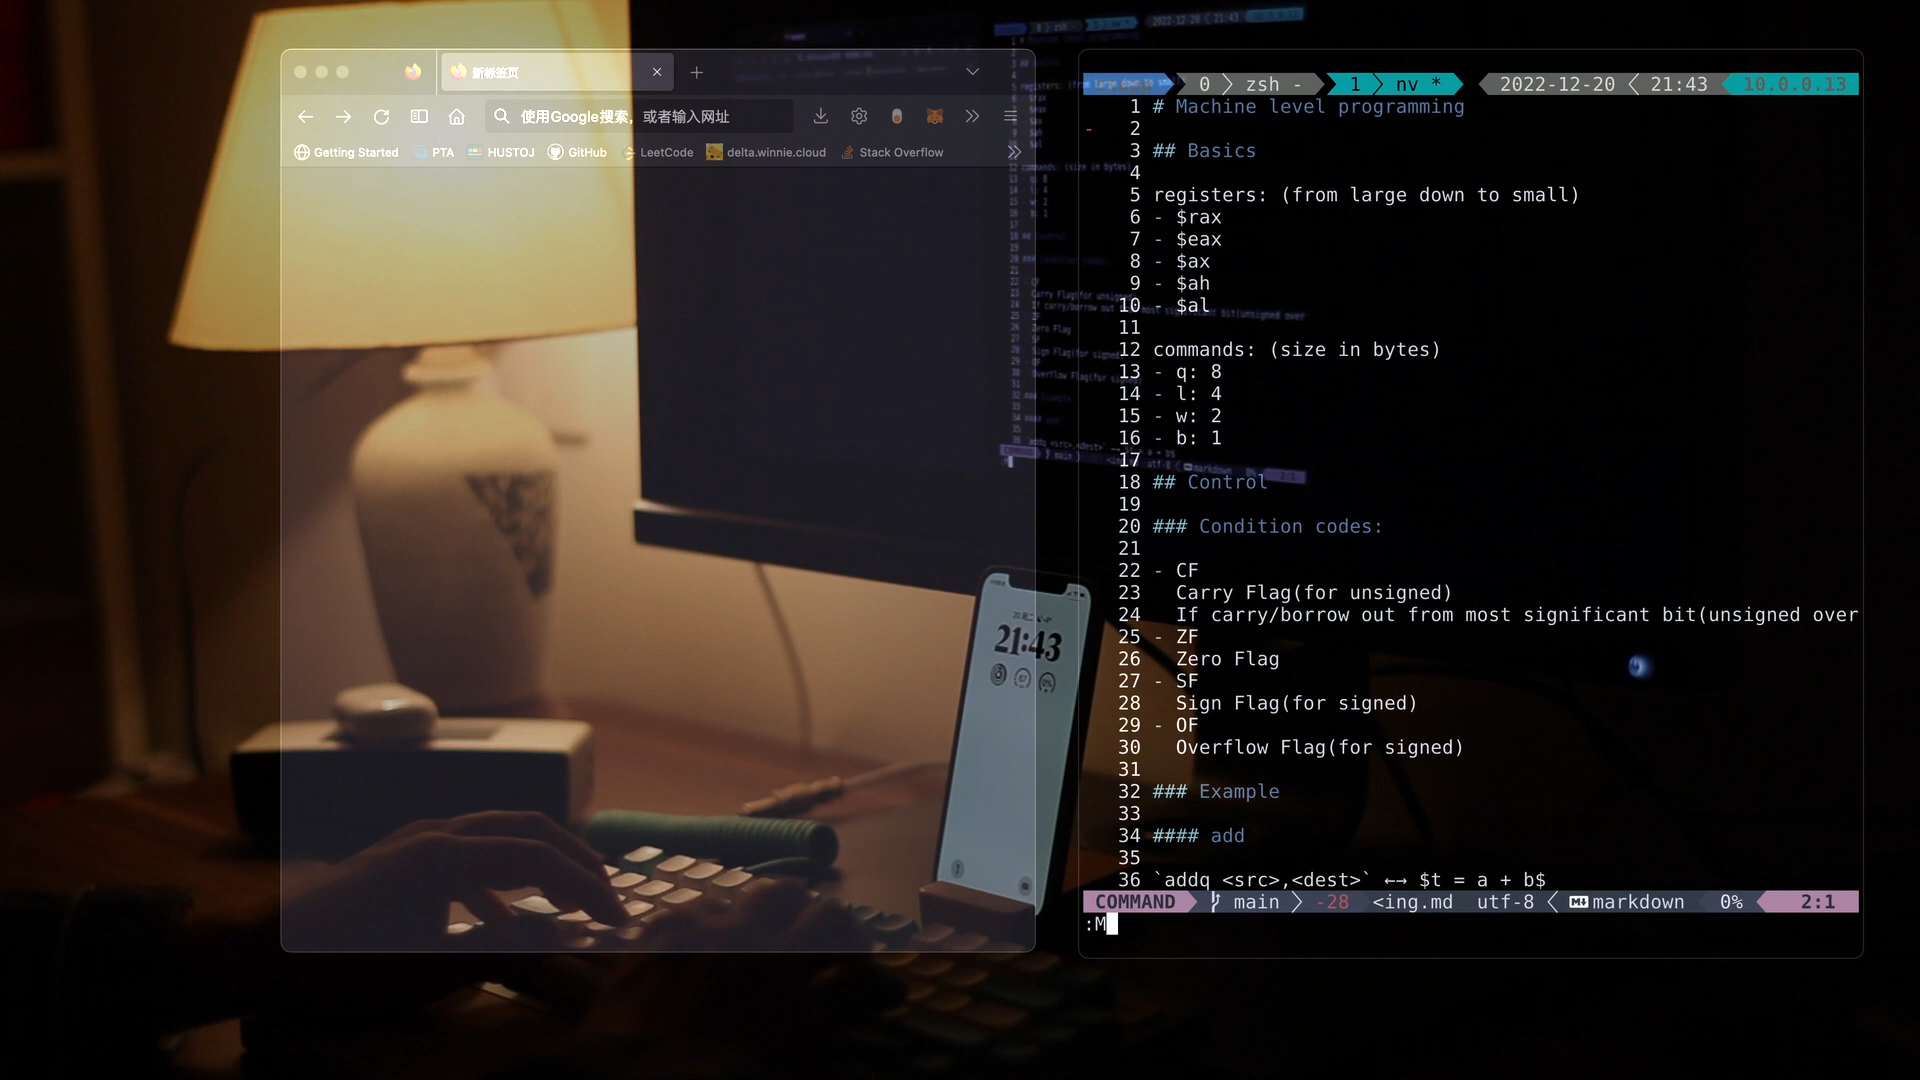 新标签页
使用Google搜索，或者输入网址
Getting Started PTA HUSTOJ GitHub LeetCode delta.winnie.cloud Stack Overflow
21:43
0 zsh - 1 nv * 2022-12-20 21:43 10.0.0.13
1 # Machine level programming
- 2
3 ## Basics
4
5 registers: (from large down to small)
6 - $rax
7 - $eax
8 - $ax
9 - $ah
10 - $al
11
12 commands: (size in bytes)
13 - q: 8
14 - l: 4
15 - w: 2
16 - b: 1
17
18 ## Control
19
20 ### Condition codes:
21
22 - CF
23 Carry Flag(for unsigned)
24 If carry/borrow out from most significant bit(unsigned over
25 - ZF
26 Zero Flag
27 - SF
28 Sign Flag(for signed)
29 - OF
30 Overflow Flag(for signed)
31
32 ### Example
33
34 #### add
35
36 `addq <src>,<dest>` ←→ $t = a + b$
COMMAND main -28 <ing.md utf-8 markdown 0% 2:1
:M